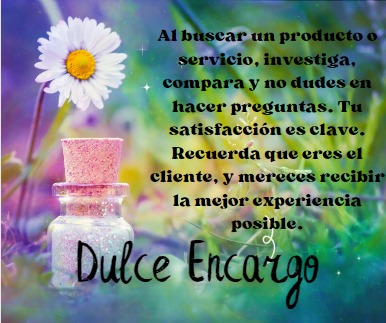 Al buscar un producto o
servicio, investiga,
compara y no dudes en
hacer preguntas. Tu
satisfacción es clave.
Recuerda que eres el
cliente, y mereces recibir
la mejor experiencia
posible.
Dulce Encargo